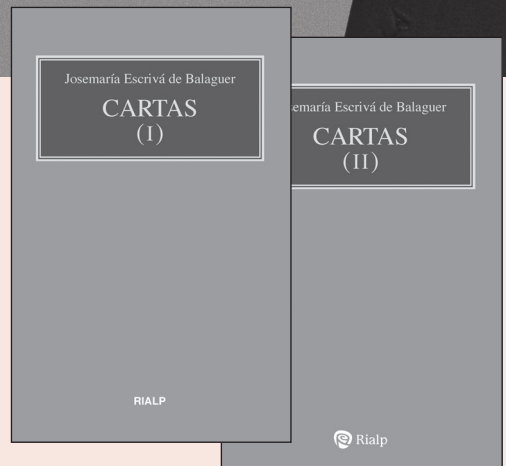 Josemaría Escrivá de Balaguer
CARTAS
(I)
RIALP
semaría Escrivá de Balaguer
CARTAS
(II)
Rialp